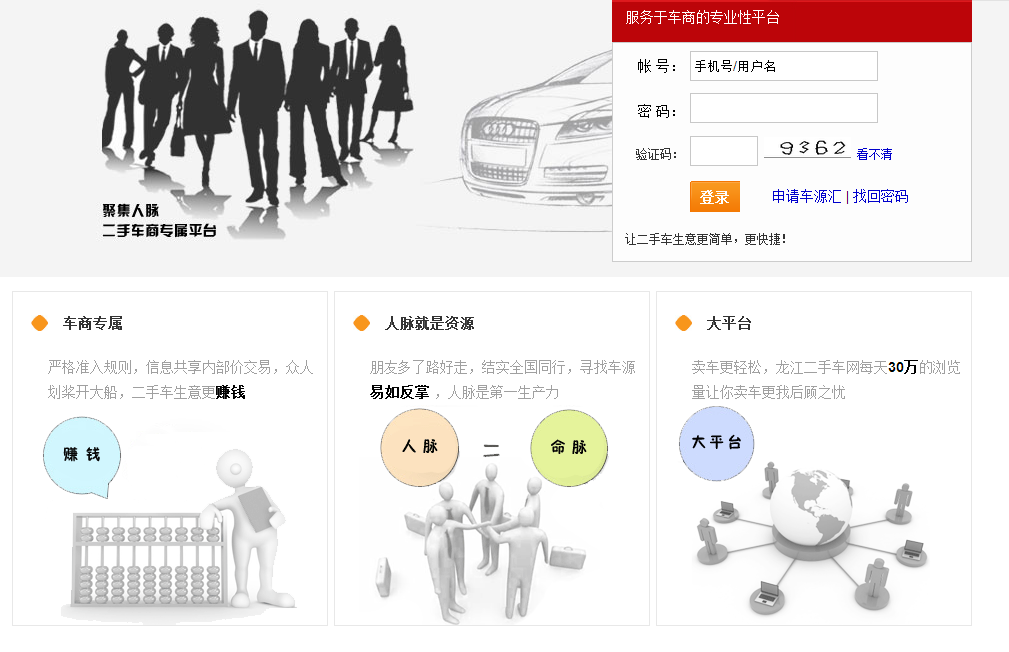 聚集人脉
二手车商专属平台
服务于车商的专业性平台
帐 号： 手机号/用户名
密 码：
验证码： 9362 看不清
登录 申请车源汇 | 找回密码
让二手车生意更简单，更快捷！
车商专属
严格准入规则，信息共享内部价交易，众人
划桨开大船，二手车生意更赚钱
赚 钱
人脉就是资源
朋友多了路好走，结实全国同行，寻找车源
易如反掌 ，人脉是第一生产力
人 脉 二 命 脉
大平台
卖车更轻松，龙江二手车网每天30万的浏览
量让你卖车更我后顾之忧
大 平 台